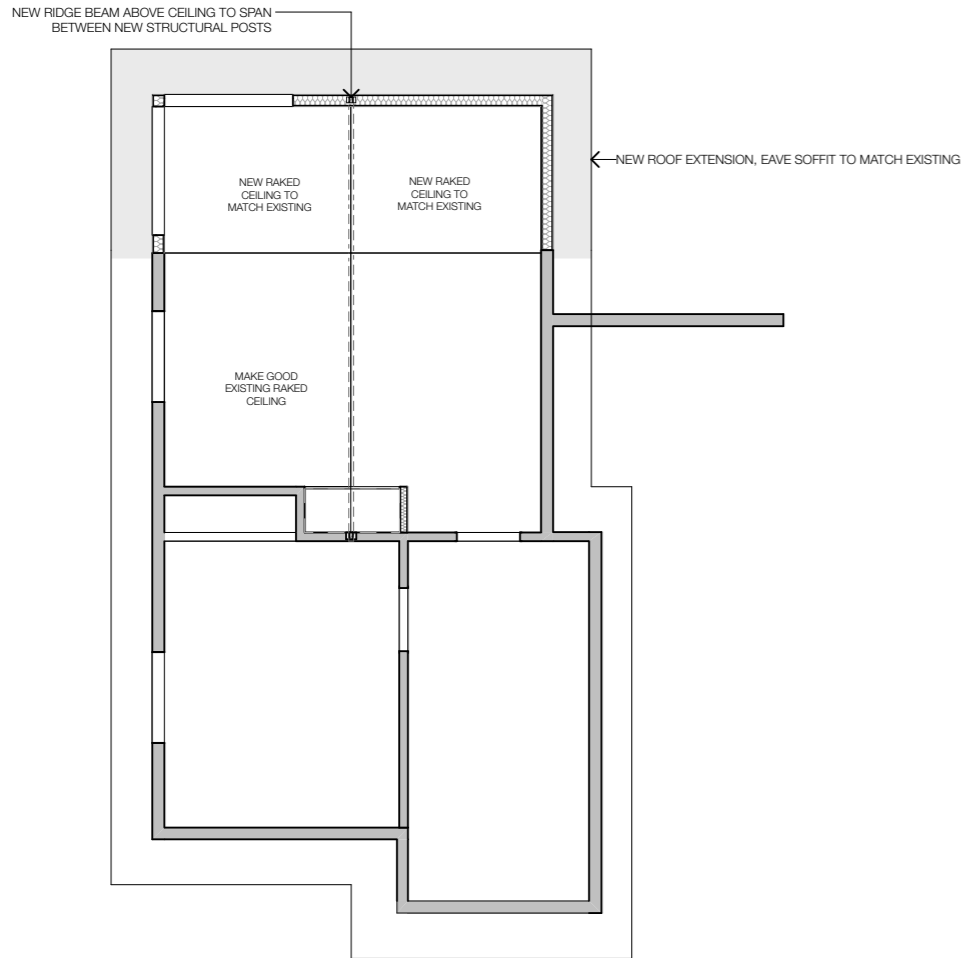 NEW RIDGE BEAM ABOVE CEILING TO SPAN
BETWEEN NEW STRUCTURAL POSTS
NEW ROOF EXTENSION, EAVE SOFFIT TO MATCH EXISTING
NEW RAKED
CEILING TO
MATCH EXISTING
NEW RAKED
CEILING TO
MATCH EXISTING
MAKE GOOD
EXISTING RAKED
CEILING